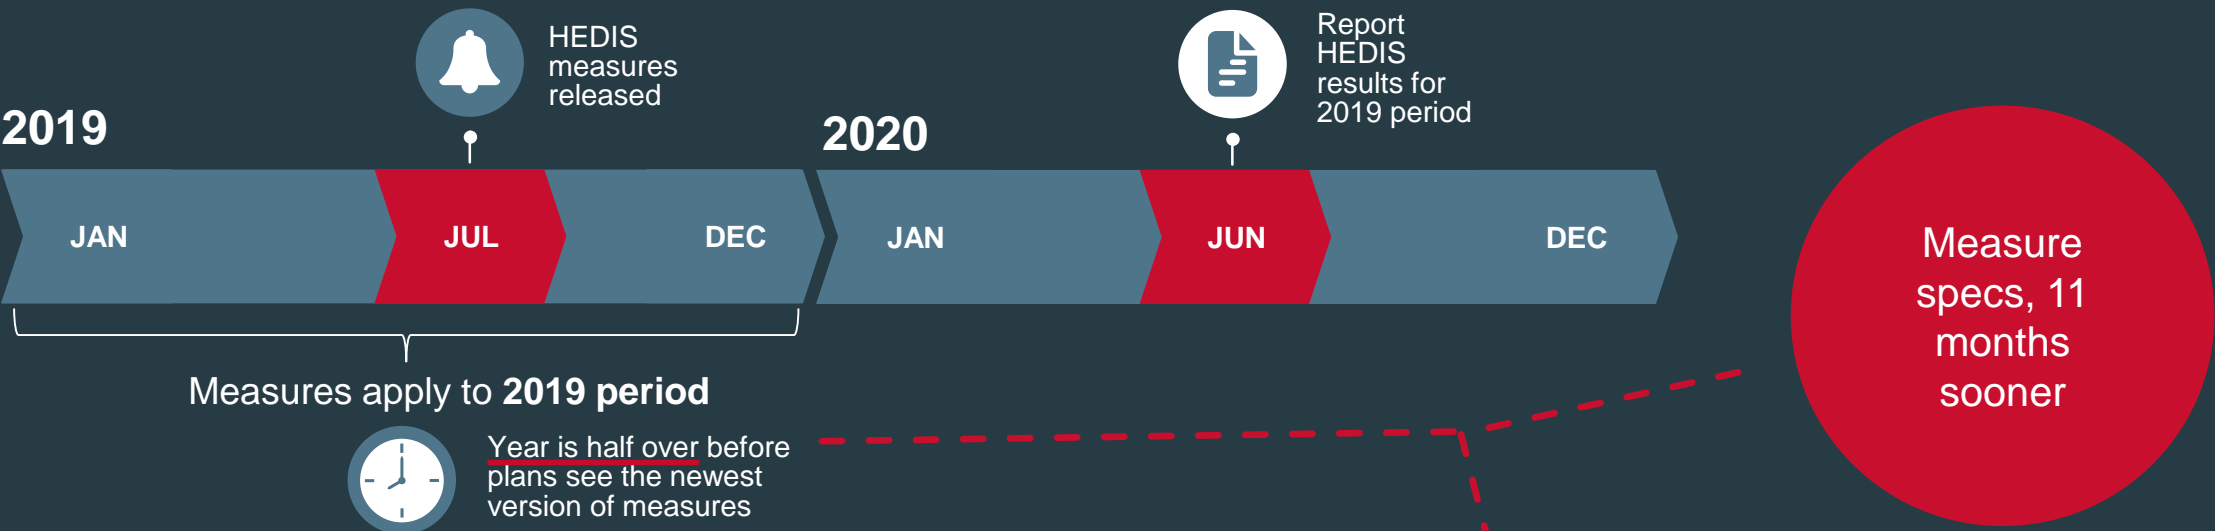 HEDIS
measures
released
Report
HEDIS
results for
2019 period
2019
2020
JAN
JUL
DEC
JAN
JUN
DEC
Measures apply to 2019 period
Year is half over before
plans see the newest
version of measures
Measure
specs, 11
months
sooner